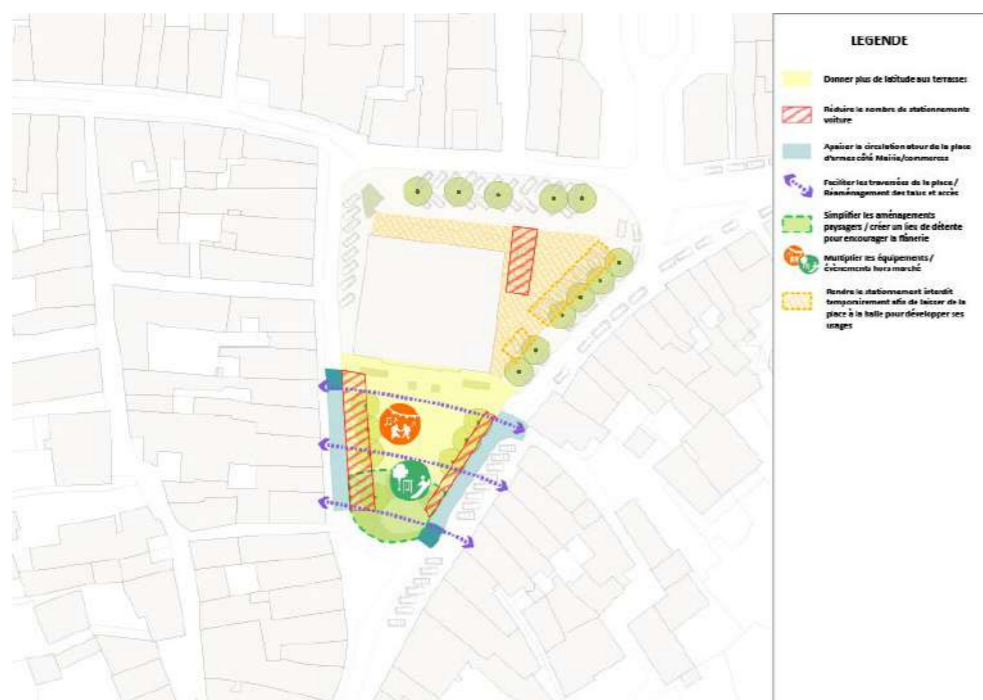 LEGENDE
Donner plus de latitude aux terrasses
Réduire le nombre de stationnements
voiture
Apaiser la circulation autour de la place
d'armes côté Mairie/commerces
Faciliter les traversées de la place /
Réaménagement des talus et accès
Simplifier les aménagements
paysagers / créer un lieu de détente
pour encourager la flânerie
Multiplier les équipements /
évènements hors marché
Rendre le stationnement interdit
temporairement afin de laisser de la
place à la halle pour développer ses
usages